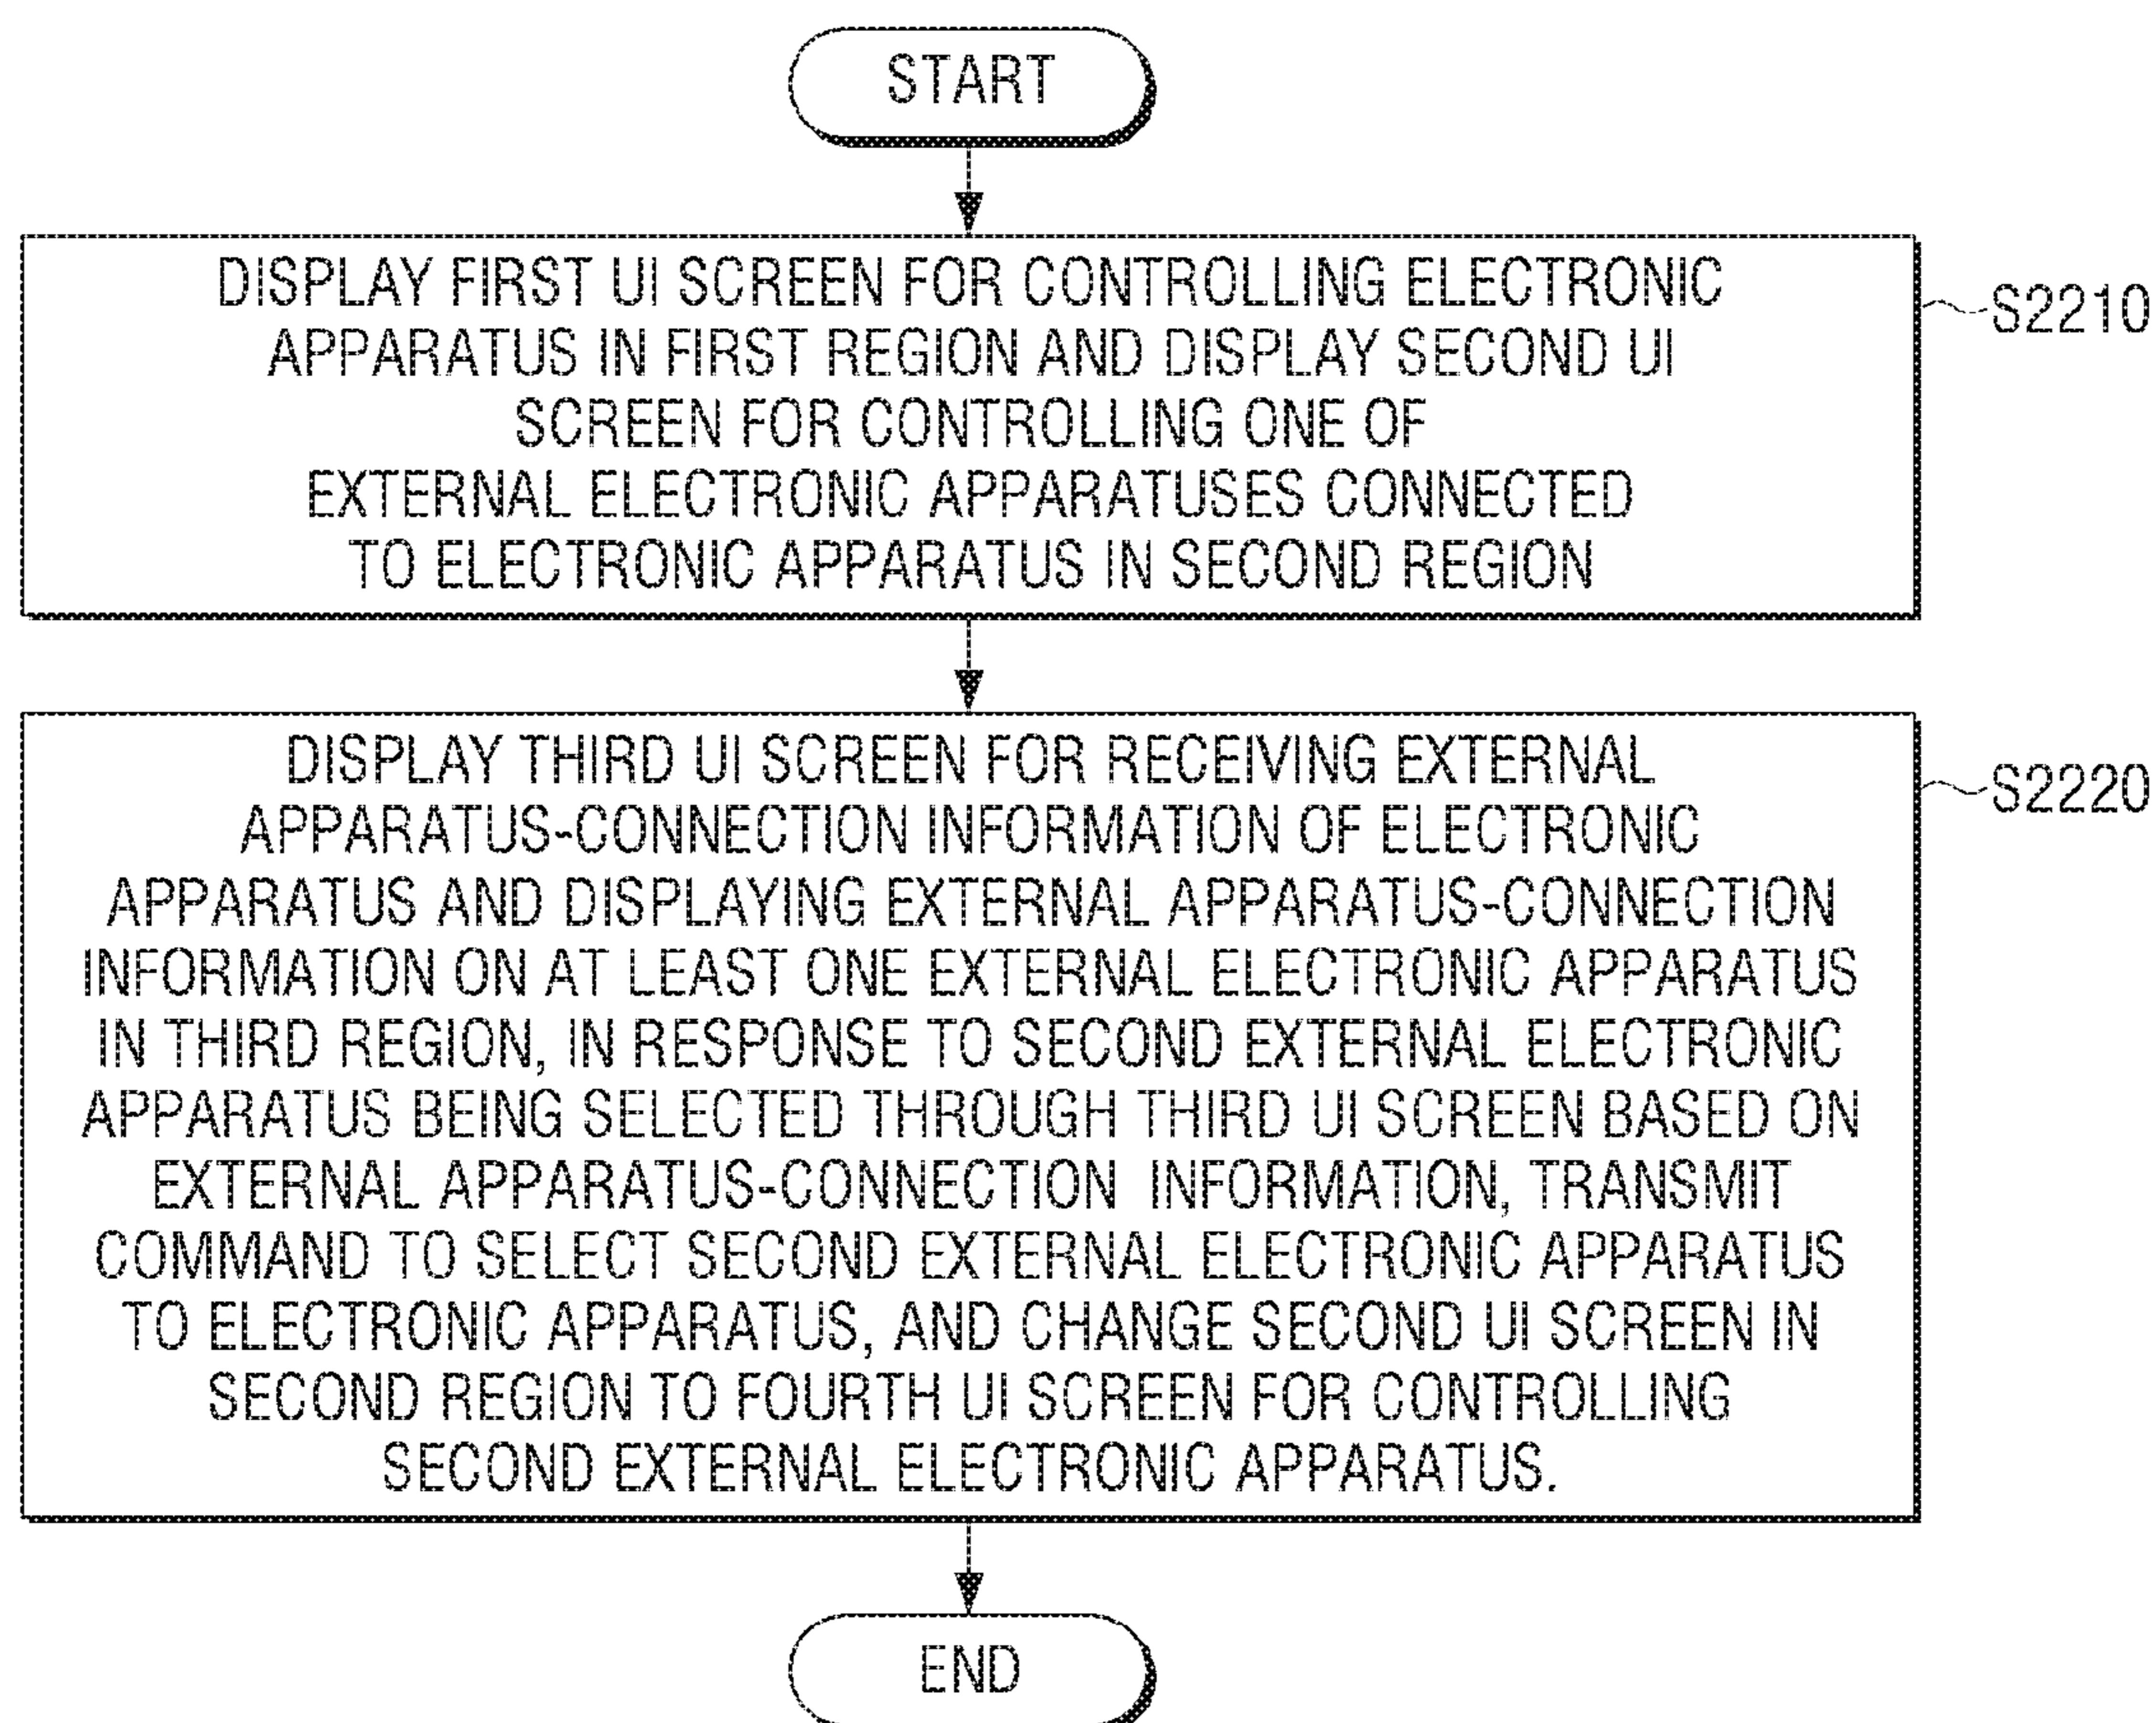 START
DISPLAY FIRST UI SCREEN FOR CONTROLLING ELECTRONIC
APPARATUS IN FIRST REGION AND DISPLAY SECOND UI
SCREEN FOR CONTROLLING ONE OF
EXTERNAL ELECTRONIC APPARATUSES CONNECTED
TO ELECTRONIC APPARATUS IN SECOND REGION
S2210
DISPLAY THIRD UI SCREEN FOR RECEIVING EXTERNAL
APPARATUS-CONNECTION INFORMATION OF ELECTRONIC
APPARATUS AND DISPLAYING EXTERNAL APPARATUS-CONNECTION
INFORMATION ON AT LEAST ONE EXTERNAL ELECTRONIC APPARATUS
IN THIRD REGION, IN RESPONSE TO SECOND EXTERNAL ELECTRONIC
APPARATUS BEING SELECTED THROUGH THIRD UI SCREEN BASED ON
EXTERNAL APPARATUS-CONNECTION INFORMATION, TRANSMIT
COMMAND TO SELECT SECOND EXTERNAL ELECTRONIC APPARATUS
TO ELECTRONIC APPARATUS, AND CHANGE SECOND UI SCREEN IN
SECOND REGION TO FOURTH UI SCREEN FOR CONTROLLING
SECOND EXTERNAL ELECTRONIC APPARATUS.
S2220
END